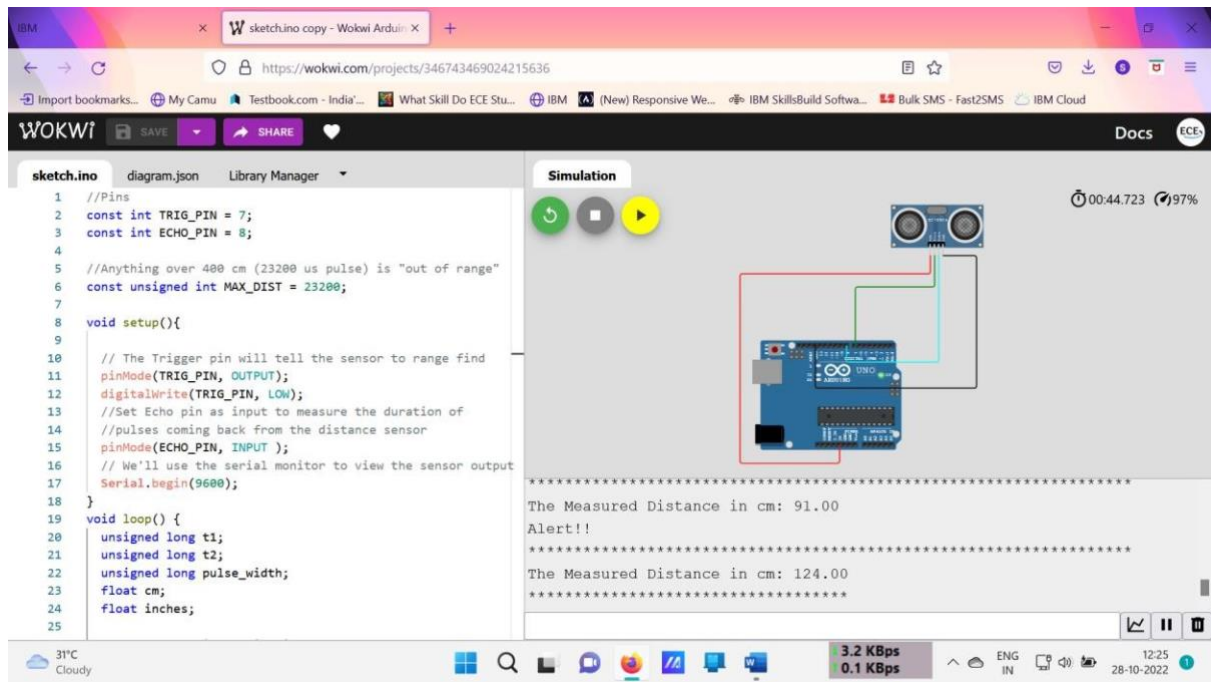 IBM
sketch.ino copy - Wokwi Arduin
https://wokwi.com/projects/346743469024215636
Import bookmarks... My Camu Testbook.com - India'... What Skill Do ECE Stu... IBM (New) Responsive We... IBM SkillsBuild Softwa... Bulk SMS - Fast2SMS IBM Cloud
WOKWi SAVE SHARE Docs ECE
sketch.ino diagram.json Library Manager
1 //Pins
2 const int TRIG_PIN = 7;
3 const int ECHO_PIN = 8;
4
5 //Anything over 400 cm (23200 us pulse) is "out of range"
6 const unsigned int MAX_DIST = 23200;
7
8 void setup(){
9
10 // The Trigger pin will tell the sensor to range find
11 pinMode(TRIG_PIN, OUTPUT);
12 digitalWrite(TRIG_PIN, LOW);
13 //Set Echo pin as input to measure the duration of
14 //pulses coming back from the distance sensor
15 pinMode(ECHO_PIN, INPUT );
16 // We'll use the serial monitor to view the sensor output
17 Serial.begin(9600);
18 }
19 void loop() {
20 unsigned long t1;
21 unsigned long t2;
22 unsigned long pulse_width;
23 float cm;
24 float inches;
25
Simulation
00:44.723 97%
UNO
ARDUINO
******************************************************************
The Measured Distance in cm: 91.00
Alert!!
******************************************************************
The Measured Distance in cm: 124.00
***********************************
31°C
Cloudy
3.2 KBps
0.1 KBps
ENG
IN
12:25
28-10-2022
1